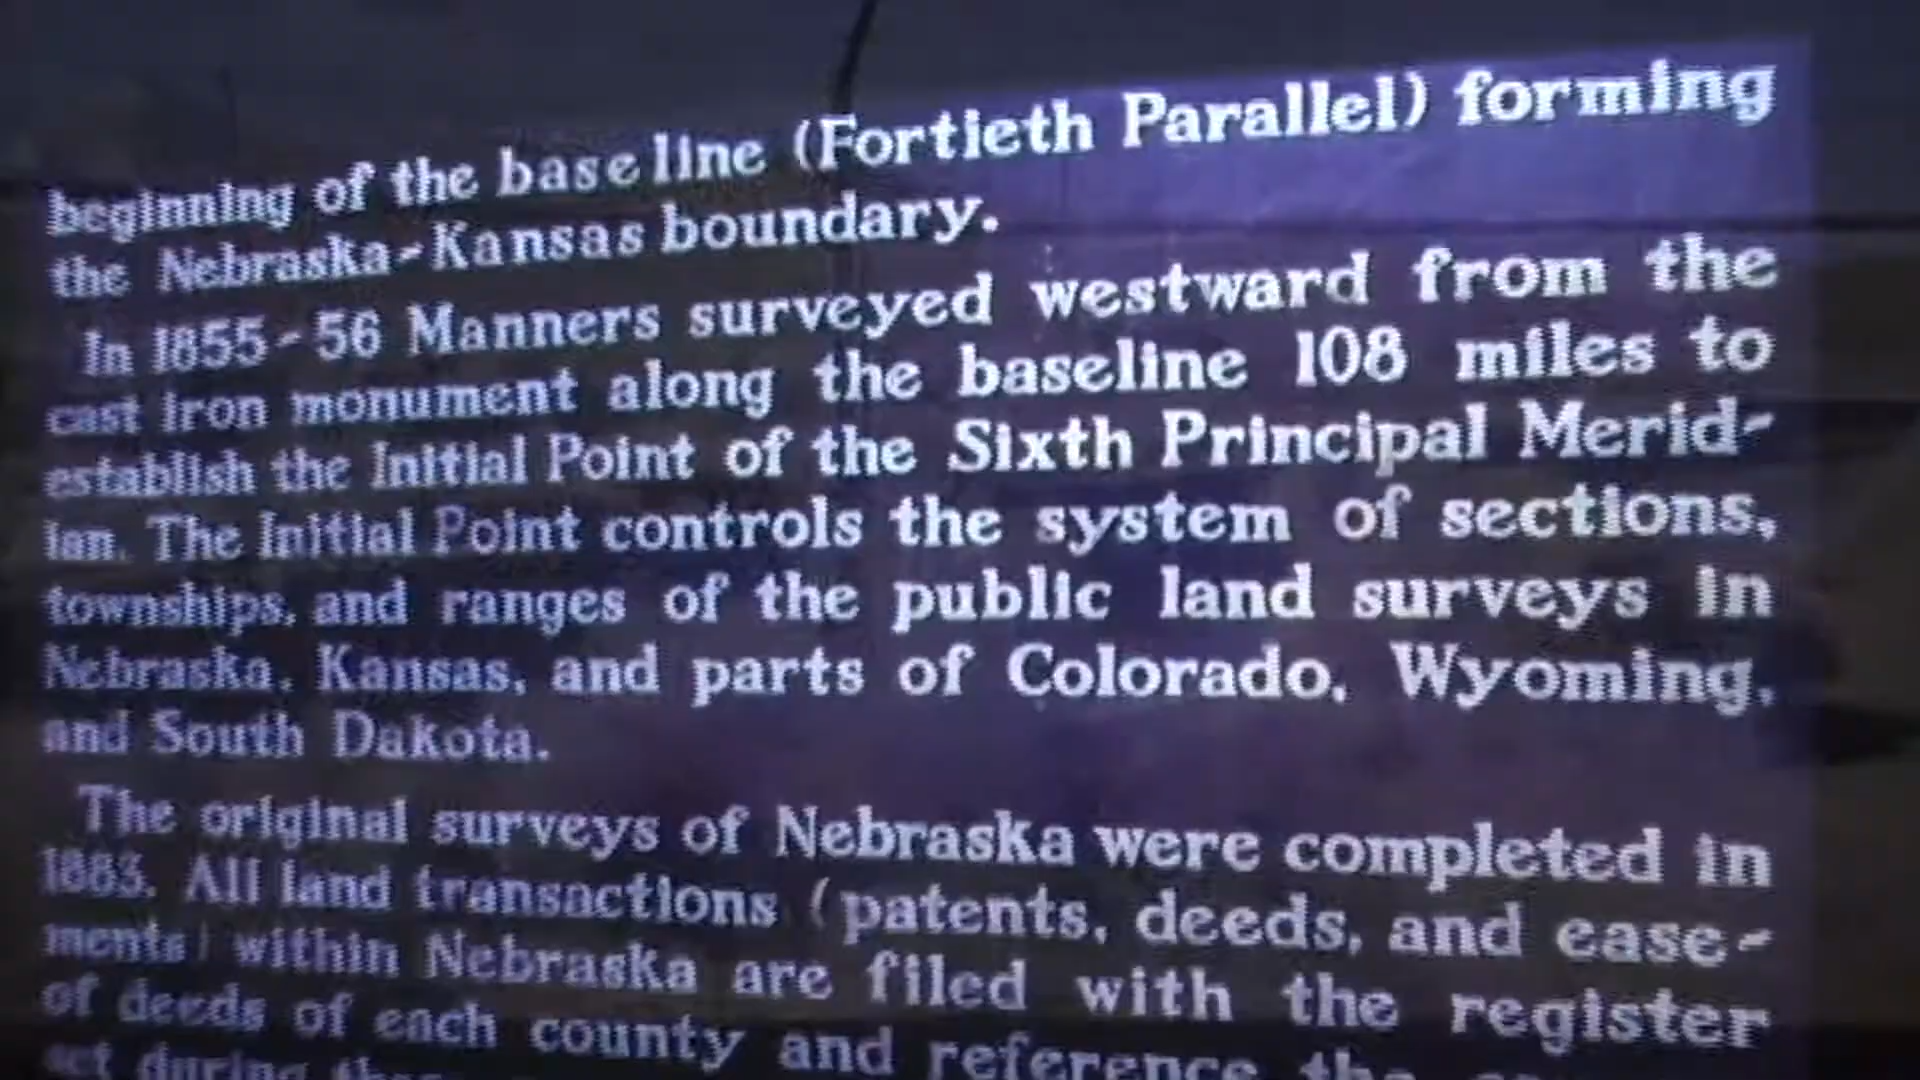 beginning of the base line (Fortieth Parallel) forming
the Nebraska-Kansas boundary.
In 1855-56 Manners surveyed westward from the
cast iron monument along the baseline 108 miles to
establish the Initial Point of the Sixth Principal Merid-
ian. The Initial Point controls the system of sections,
townships, and ranges of the public land surveys in
Nebraska, Kansas, and parts of Colorado, Wyoming,
and South Dakota.
The original surveys of Nebraska were completed in
1883. All land transactions (patents, deeds, and ease-
ments) within Nebraska are filed with the register
of deeds of each county and reference the
act during